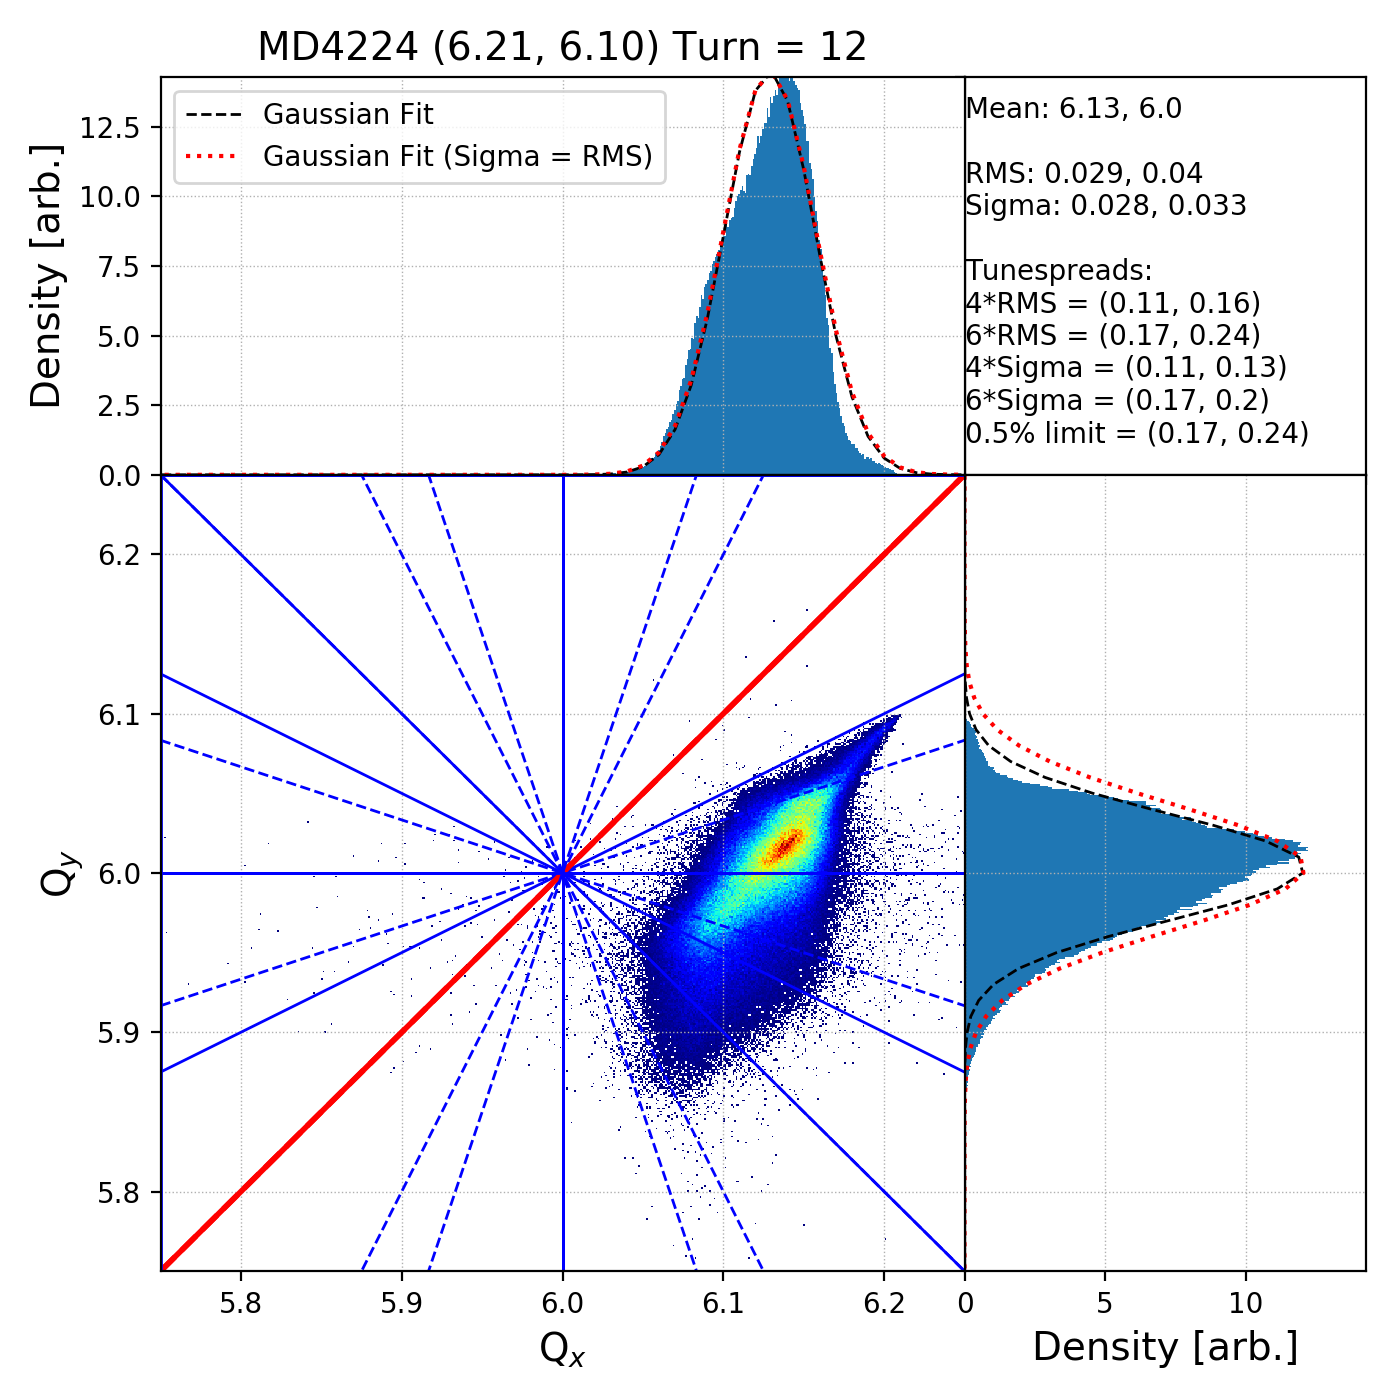 MD4224 (6.21, 6.10) Turn = 12
Gaussian Fit
Gaussian Fit (Sigma = RMS)
Density [arb.]
12.5
10.0
7.5
5.0
2.5
0.0
Mean: 6.13, 6.0
RMS: 0.029, 0.04
Sigma: 0.028, 0.033
Tunespreads:
4*RMS = (0.11, 0.16)
6*RMS = (0.17, 0.24)
4*Sigma = (0.11, 0.13)
6*Sigma = (0.17, 0.2)
0.5% limit = (0.17, 0.24)
Qy
6.2
6.1
6.0
5.9
5.8
5.8 5.9 6.0 6.1 6.2
Qx
0 5 10
Density [arb.]